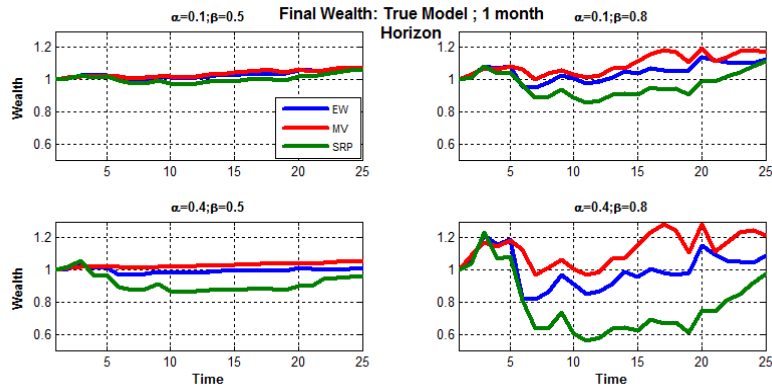 Final Wealth: True Model ; 1 month
Horizon
α=0.1;β=0.5
α=0.1;β=0.8
Wealth
1.2
1
0.8
0.6
5
10
15
20
25
EW
MV
SRP
1.2
1
0.8
0.6
5
10
15
20
25
α=0.4;β=0.5
α=0.4;β=0.8
Wealth
1.2
1
0.8
0.6
5
10
15
20
25
Time
1.2
1
0.8
0.6
5
10
15
20
25
Time